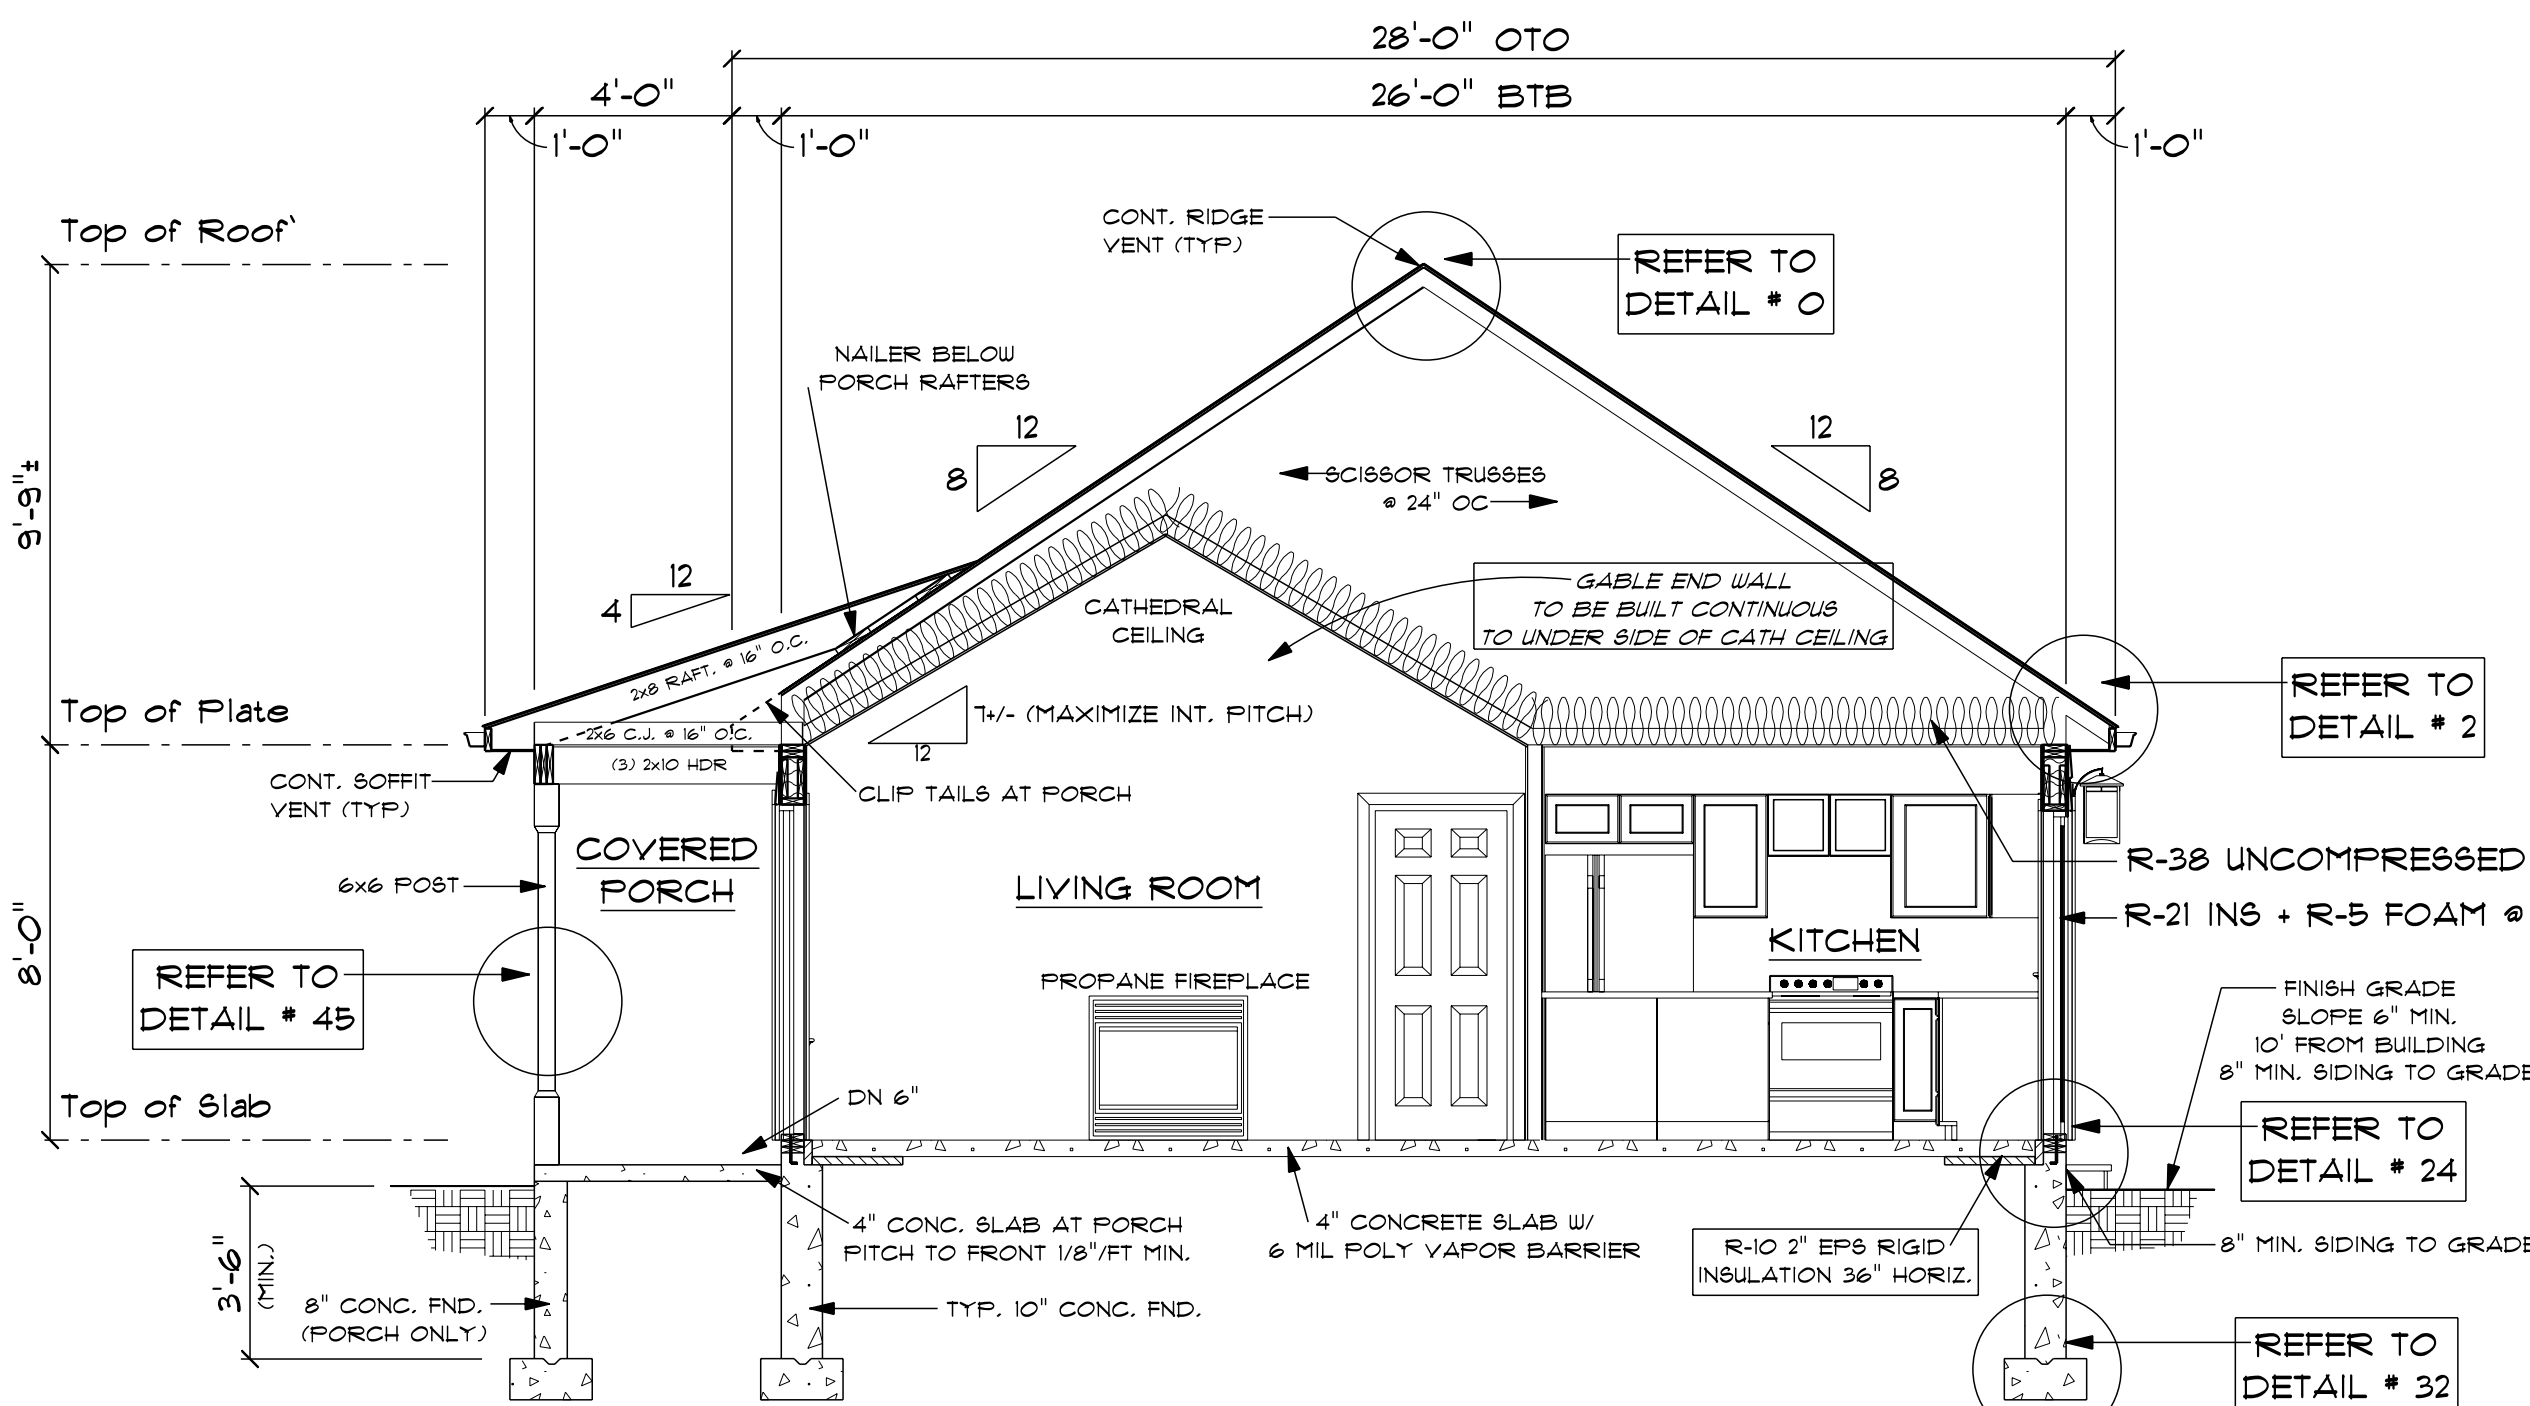 28'-0" OTO
4'-0"
26'-0" BTB
1'-0"
1'-0"
1'-0"
Top of Roof'
CONT. RIDGE
VENT (TYP)
REFER TO
DETAIL # 0
NAILER BELOW
PORCH RAFTERS
12
8
12
8
SCISSOR TRUSSES
@ 24" OC
9'-9"±
12
4
CATHEDRAL
CEILING
GABLE END WALL
TO BE BUILT CONTINUOUS
TO UNDER SIDE OF CATH CEILING
2x8 RAFT. @ 16" O.C.
REFER TO
DETAIL # 2
Top of Plate
7+/- (MAXIMIZE INT. PITCH)
12
2x6 C.J. @ 16" O.C.
(3) 2x10 HDR
CONT. SOFFIT
VENT (TYP)
CLIP TAILS AT PORCH
COVERED
PORCH
R-38 UNCOMPRESSED
6x6 POST
LIVING ROOM
R-21 INS + R-5 FOAM @
8'-0"
KITCHEN
REFER TO
DETAIL # 45
PROPANE FIREPLACE
FINISH GRADE
SLOPE 6" MIN.
10' FROM BUILDING
8" MIN. SIDING TO GRADE
DN 6"
Top of Slab
REFER TO
DETAIL # 24
4" CONC. SLAB AT PORCH
PITCH TO FRONT 1/8"/FT MIN.
4" CONCRETE SLAB W/
6 MIL POLY VAPOR BARRIER
R-10 2" EPS RIGID
INSULATION 36" HORIZ.
8" MIN. SIDING TO GRADE
3'-6"
(MIN.)
8" CONC. FND.
(PORCH ONLY)
TYP. 10" CONC. FND.
REFER TO
DETAIL # 32